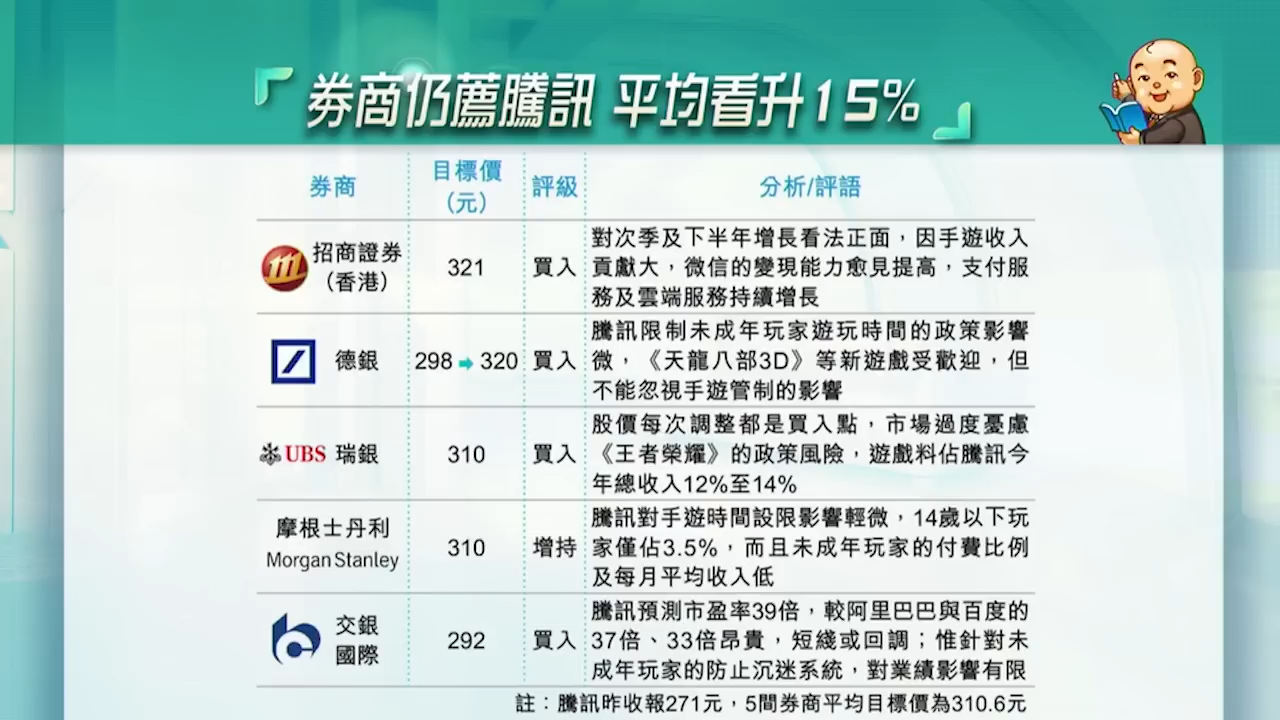 券商仍薦騰訊 平均看升15%
券商
目標價
(元)
評級
分析/評語
招商證券
(香港)
321
買入
對次季及下半年增長看法正面，因手遊收入
貢獻大，微信的變現能力愈見提高，支付服
務及雲端服務持續增長
德銀
298 ➡ 320
買入
騰訊限制未成年玩家遊玩時間的政策影響
微，《天龍八部3D》等新遊戲受歡迎，但
不能忽視手遊管制的影響
UBS 瑞銀
310
買入
股價每次調整都是買入點，市場過度憂慮
《王者榮耀》的政策風險，遊戲料佔騰訊今
年總收入12%至14%
摩根士丹利
Morgan Stanley
310
增持
騰訊對手遊時間設限影響輕微，14歲以下玩
家僅佔3.5%，而且未成年玩家的付費比例
及每月平均收入低
交銀
國際
292
買入
騰訊預測市盈率39倍，較阿里巴巴與百度的
37倍、33倍昂貴，短綫或回調；惟針對未
成年玩家的防止沉迷系統，對業績影響有限
註：騰訊昨收報271元，5間券商平均目標價為310.6元